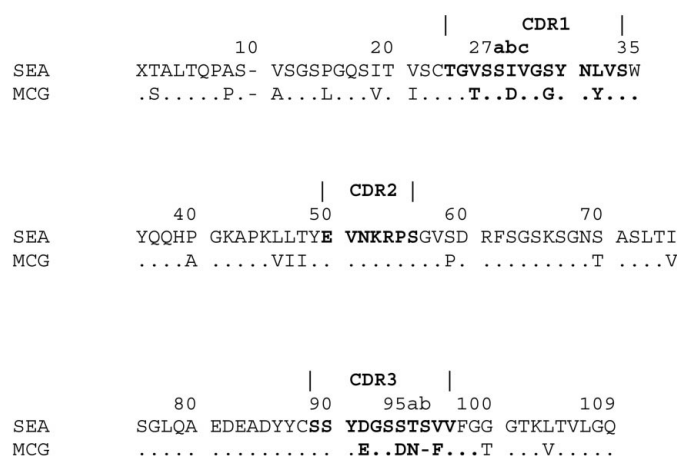 | CDR1 |
10 20 27abc 35
SEA XTALTQPAS- VSGSPGQSIT VSCTGVSSIVGSY NLVSW
MCG .S....P.- A....L...V. I...T..D..G. .Y...
| CDR2 |
40 50 60 70
SEA YQQHP GKAPKLLTYE VNKRPSGVSD RFSGSKSGNS ASLTI
MCG ....A ......VII. ........P. .........T ....V
| CDR3 |
80 90 95ab 100 109
SEA SGLQA EDEADYYCSS YDGSSTSVVFGG GTKLTVLGQ
MCG ..... .......... .E..DN-F...T ...V.....